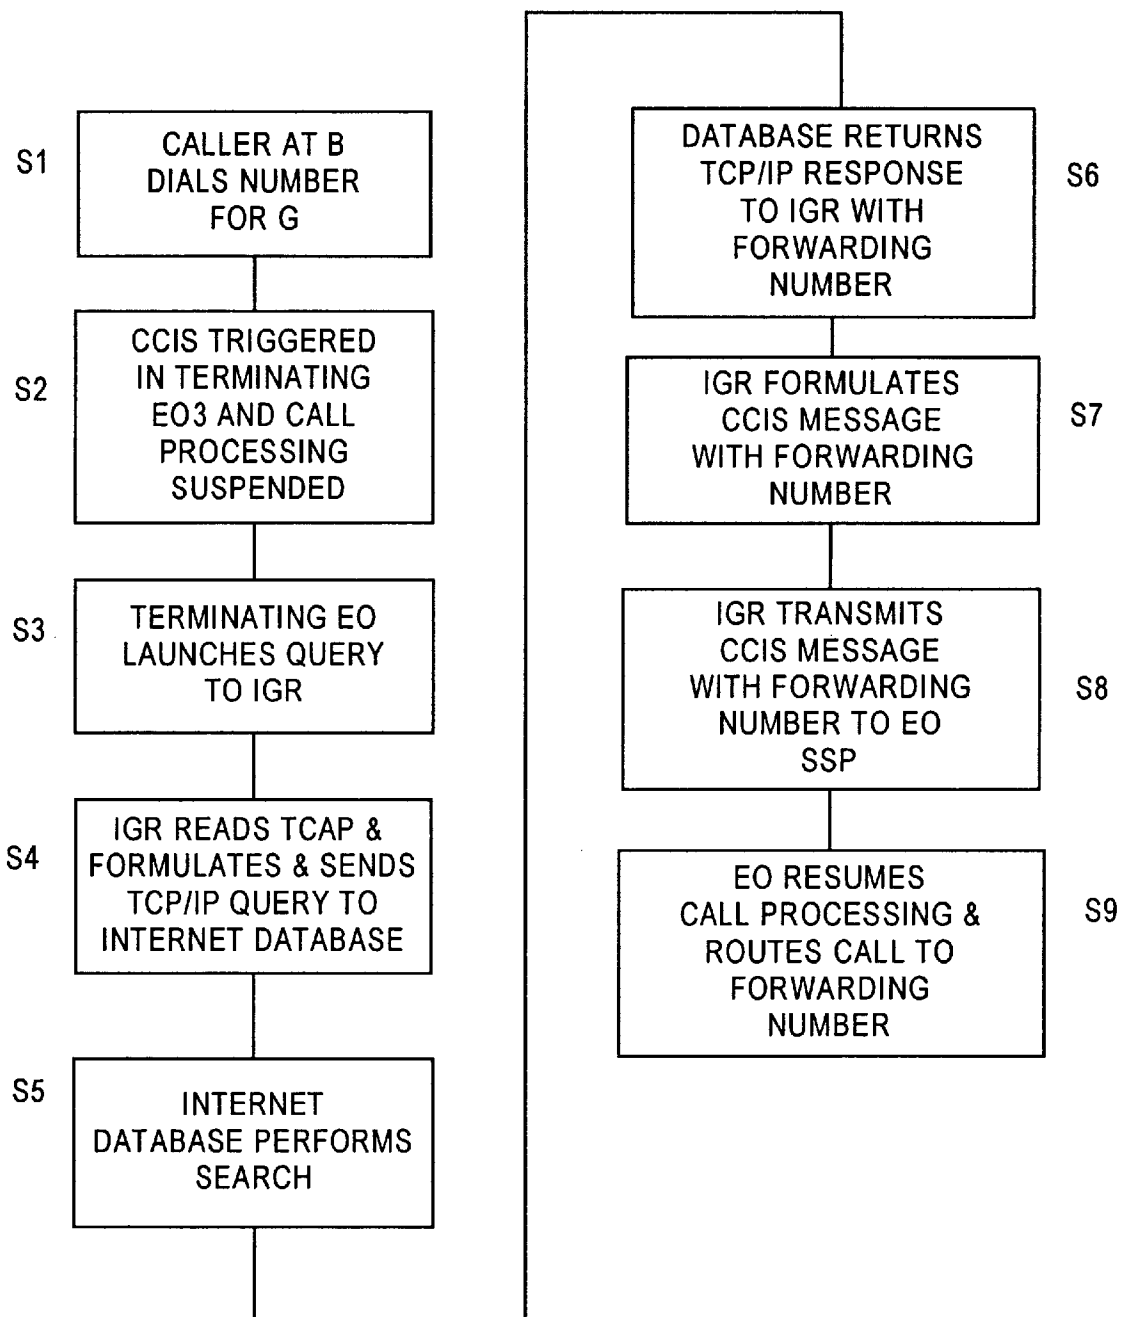 S1
CALLER AT B
DIALS NUMBER
FOR G
S2
CCIS TRIGGERED
IN TERMINATING
EO3 AND CALL
PROCESSING
SUSPENDED
S3
TERMINATING EO
LAUNCHES QUERY
TO IGR
S4
IGR READS TCAP &
FORMULATES & SENDS
TCP/IP QUERY TO
INTERNET DATABASE
S5
INTERNET
DATABASE PERFORMS
SEARCH
DATABASE RETURNS
TCP/IP RESPONSE
TO IGR WITH
FORWARDING
NUMBER
S6
IGR FORMULATES
CCIS MESSAGE
WITH FORWARDING
NUMBER
S7
IGR TRANSMITS
CCIS MESSAGE
WITH FORWARDING
NUMBER TO EO
SSP
S8
EO RESUMES
CALL PROCESSING &
ROUTES CALL TO
FORWARDING
NUMBER
S9